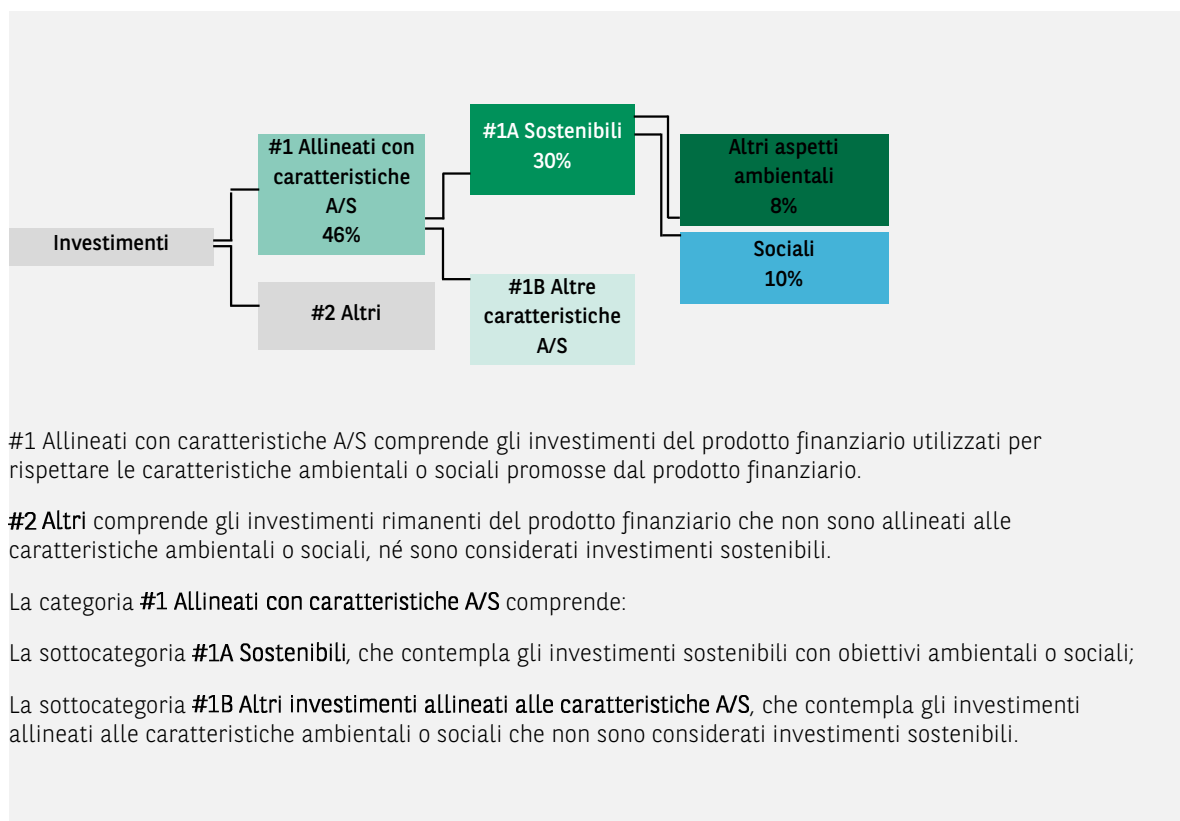 #1A Sostenibili
30%
#1 Allineati con
caratteristiche
A/S
46%
Altri aspetti
ambientali
8%
Investimenti
Sociali
10%
#2 Altri
#1B Altre
caratteristiche
A/S
#1 Allineati con caratteristiche A/S comprende gli investimenti del prodotto finanziario utilizzati per
rispettare le caratteristiche ambientali o sociali promosse dal prodotto finanziario.
#2 Altri comprende gli investimenti rimanenti del prodotto finanziario che non sono allineati alle
caratteristiche ambientali o sociali, né sono considerati investimenti sostenibili.
La categoria #1 Allineati con caratteristiche A/S comprende:
La sottocategoria #1A Sostenibili, che contempla gli investimenti sostenibili con obiettivi ambientali o sociali;
La sottocategoria #1B Altri investimenti allineati alle caratteristiche A/S, che contempla gli investimenti
allineati alle caratteristiche ambientali o sociali che non sono considerati investimenti sostenibili.